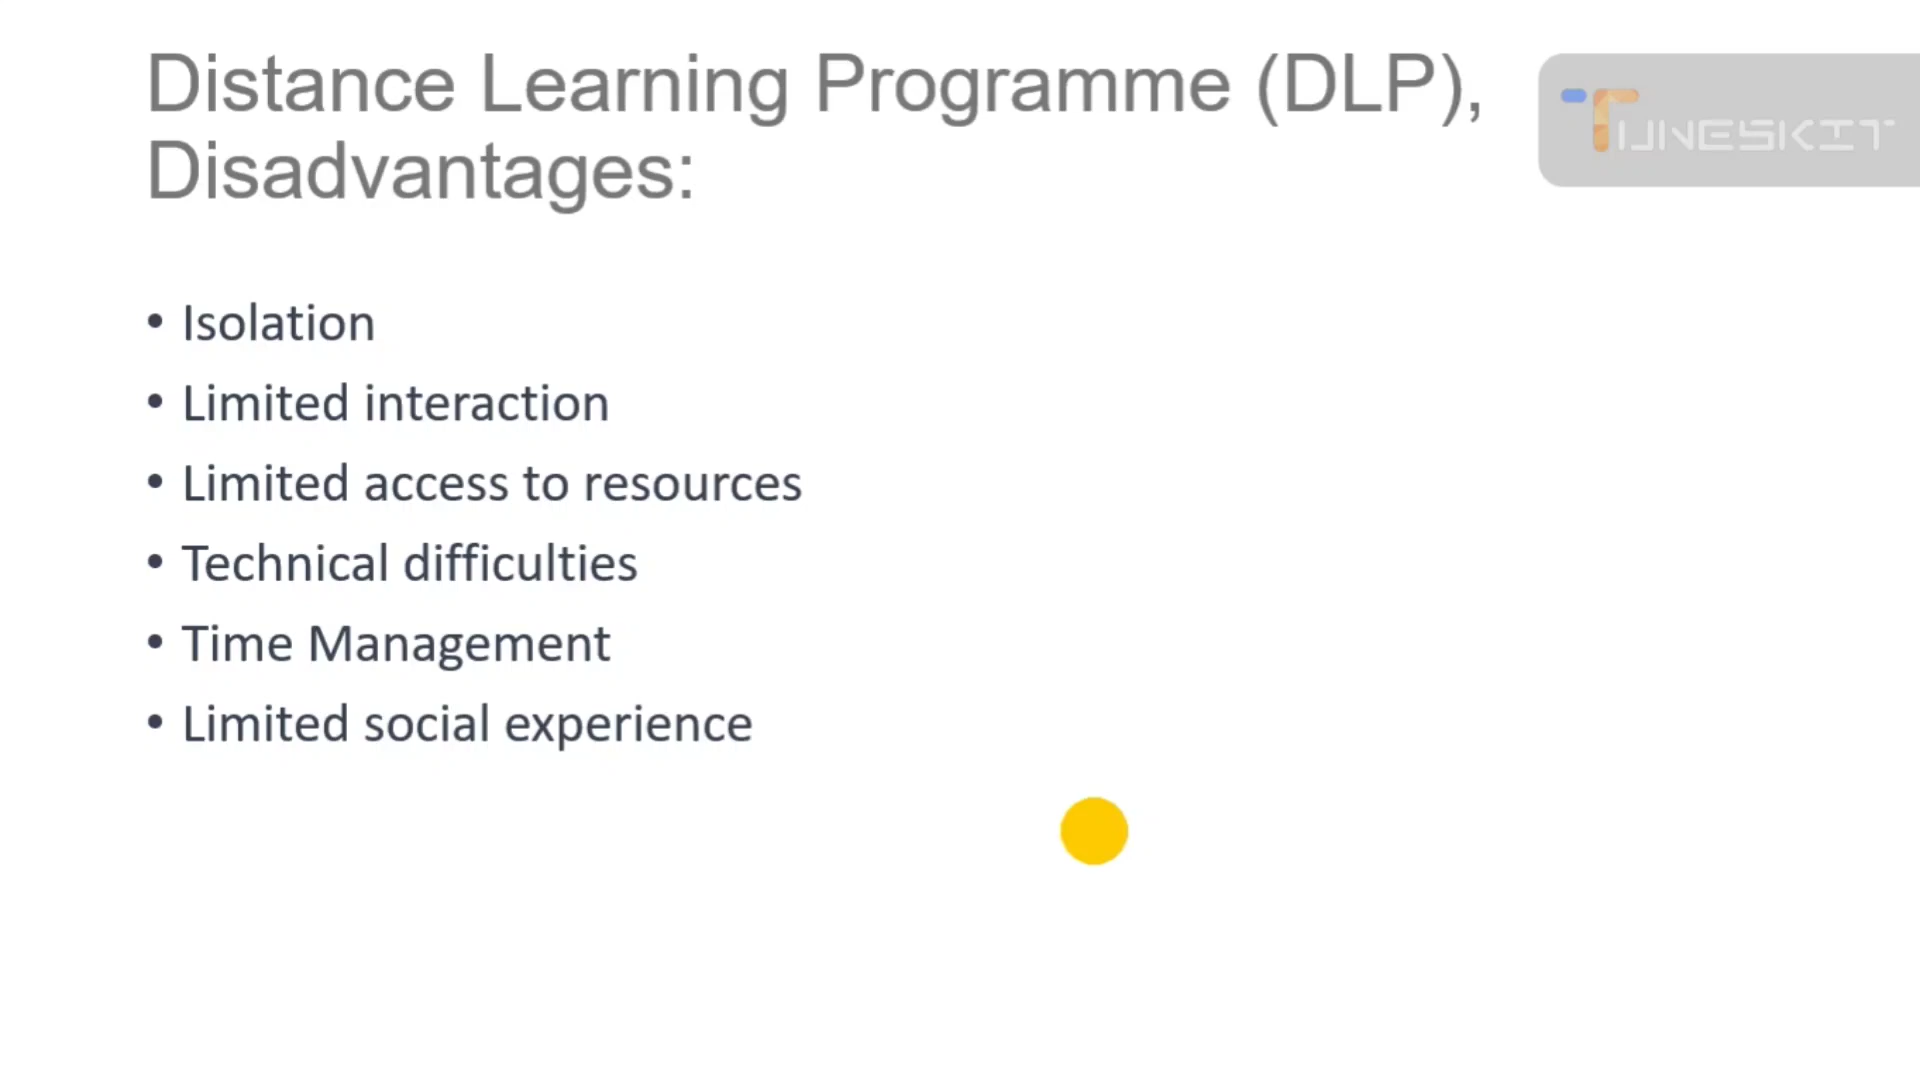 Distance Learning Programme (DLP),
Disadvantages:
TUNESKIT
• Isolation
• Limited interaction
• Limited access to resources
• Technical difficulties
• Time Management
• Limited social experience